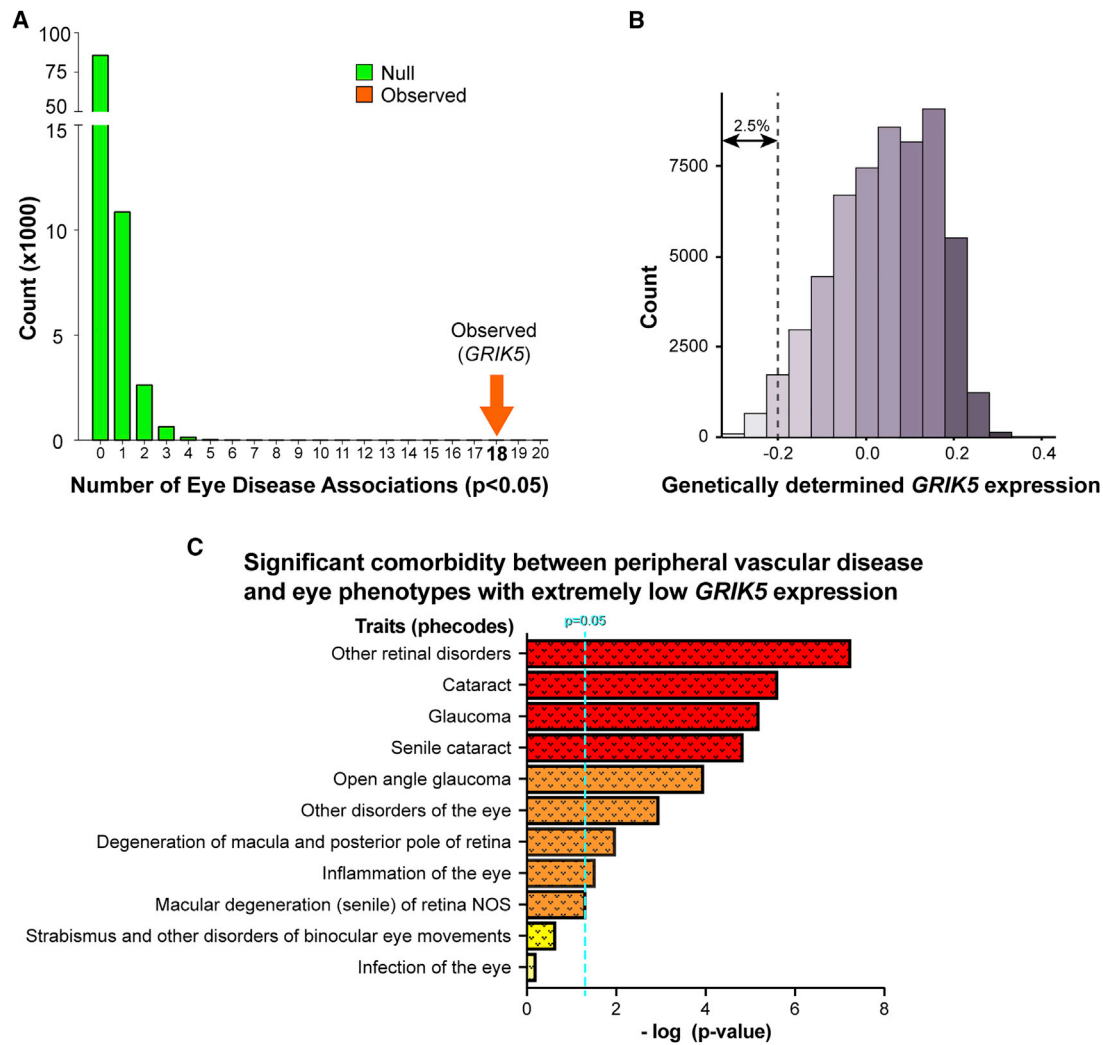 A
100
75
50
15
10
5
0
Count (x1000)
Null
Observed
Observed
(GRIK5)
0 1 2 3 4 5 6 7 8 9 10 11 12 13 14 15 16 17 18 19 20
Number of Eye Disease Associations (p<0.05)
B
2.5%
7500
5000
2500
0
Count
-0.2 0.0 0.2 0.4
Genetically determined GRIK5 expression
C
Significant comorbidity between peripheral vascular disease
and eye phenotypes with extremely low GRIK5 expression
Traits (phecodes)
p=0.05
Other retinal disorders
Cataract
Glaucoma
Senile cataract
Open angle glaucoma
Other disorders of the eye
Degeneration of macula and posterior pole of retina
Inflammation of the eye
Macular degeneration (senile) of retina NOS
Strabismus and other disorders of binocular eye movements
Infection of the eye
0 2 4 6 8
- log (p-value)